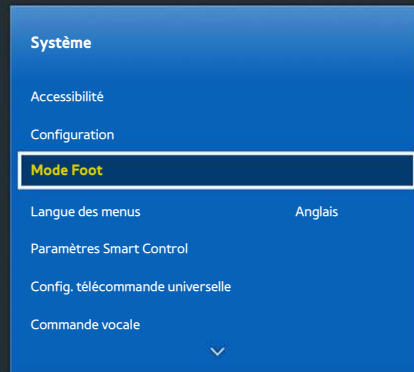 Système
Accessibilité
Configuration
Mode Foot
Langue des menus Anglais
Paramètres Smart Control
Config. télécommande universelle
Commande vocale